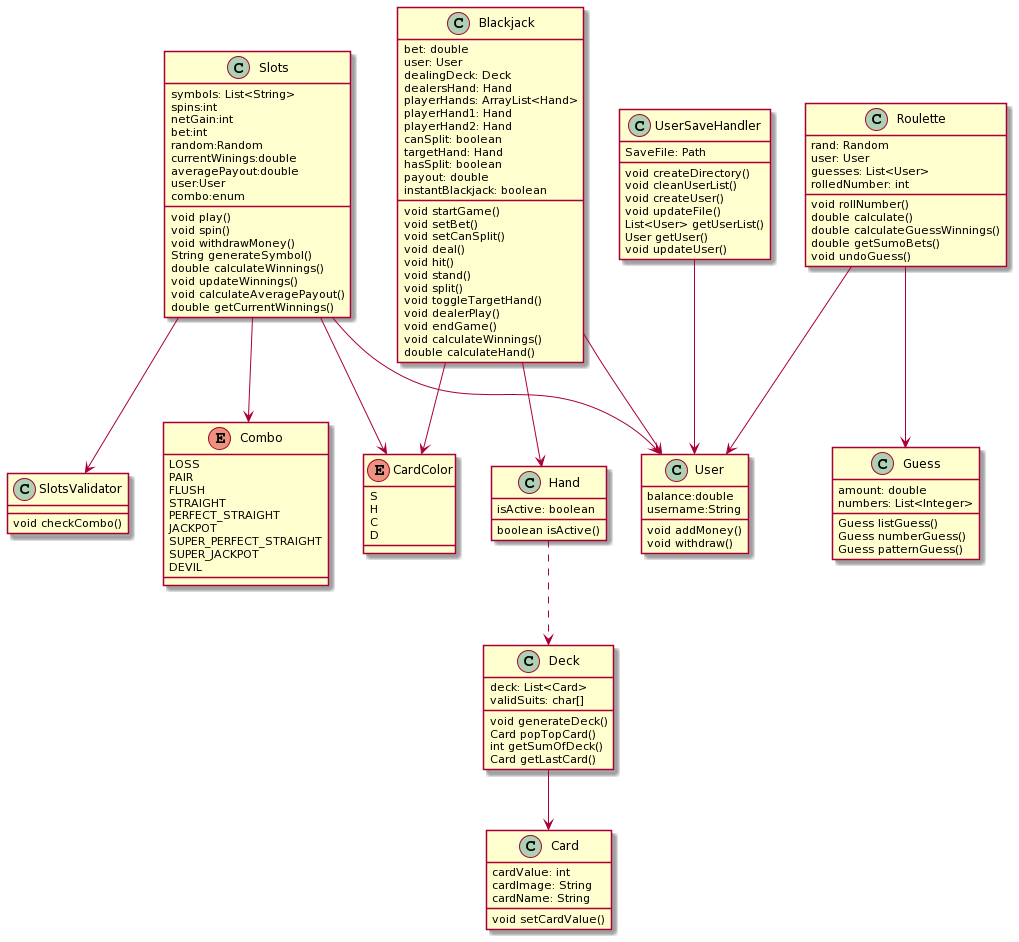 C Slots
symbols: List<String>
spins:int
netGain:int
bet:int
random:Random
currentWinings:double
averagePayout:double
user:User
combo:enum
void play()
void spin()
void withdrawMoney()
String generateSymbol()
double calculateWinnings()
void updateWinnings()
void calculateAveragePayout()
double getCurrentWinnings()
C Blackjack
bet: double
user: User
dealingDeck: Deck
dealersHand: Hand
playerHands: ArrayList<Hand>
playerHand1: Hand
playerHand2: Hand
canSplit: boolean
targetHand: Hand
hasSplit: boolean
payout: double
instantBlackjack: boolean
void startGame()
void setBet()
void setCanSplit()
void deal()
void hit()
void stand()
void split()
void toggleTargetHand()
void dealerPlay()
void endGame()
void calculateWinnings()
double calculateHand()
C UserSaveHandler
SaveFile: Path
void createDirectory()
void cleanUserList()
void createUser()
void updateFile()
List<User> getUserList()
User getUser()
void updateUser()
C Roulette
rand: Random
user: User
guesses: List<User>
rolledNumber: int
void rollNumber()
double calculate()
double calculateGuessWinnings()
double getSumoBets()
void undoGuess()
C SlotsValidator
void checkCombo()
E Combo
LOSS
PAIR
FLUSH
STRAIGHT
PERFECT_STRAIGHT
JACKPOT
SUPER_PERFECT_STRAIGHT
SUPER_JACKPOT
DEVIL
E CardColor
S
H
C
D
C Hand
isActive: boolean
boolean isActive()
C User
balance:double
username:String
void addMoney()
void withdraw()
C Guess
amount: double
numbers: List<Integer>
Guess listGuess()
Guess numberGuess()
Guess patternGuess()
C Deck
deck: List<Card>
validSuits: char[]
void generateDeck()
Card popTopCard()
int getSumOfDeck()
Card getLastCard()
C Card
cardValue: int
cardImage: String
cardName: String
void setCardValue()